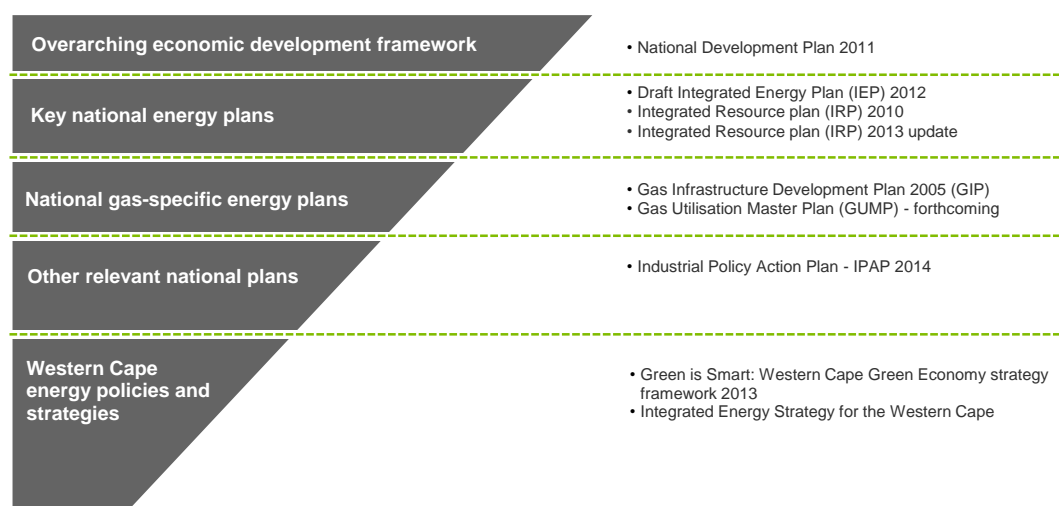 Overarching economic development framework
• National Development Plan 2011
Key national energy plans
• Draft Integrated Energy Plan (IEP) 2012
• Integrated Resource plan (IRP) 2010
• Integrated Resource plan (IRP) 2013 update
National gas-specific energy plans
• Gas Infrastructure Development Plan 2005 (GIP)
• Gas Utilisation Master Plan (GUMP) - forthcoming
Other relevant national plans
• Industrial Policy Action Plan - IPAP 2014
Western Cape
energy policies and
strategies
• Green is Smart: Western Cape Green Economy strategy
framework 2013
• Integrated Energy Strategy for the Western Cape